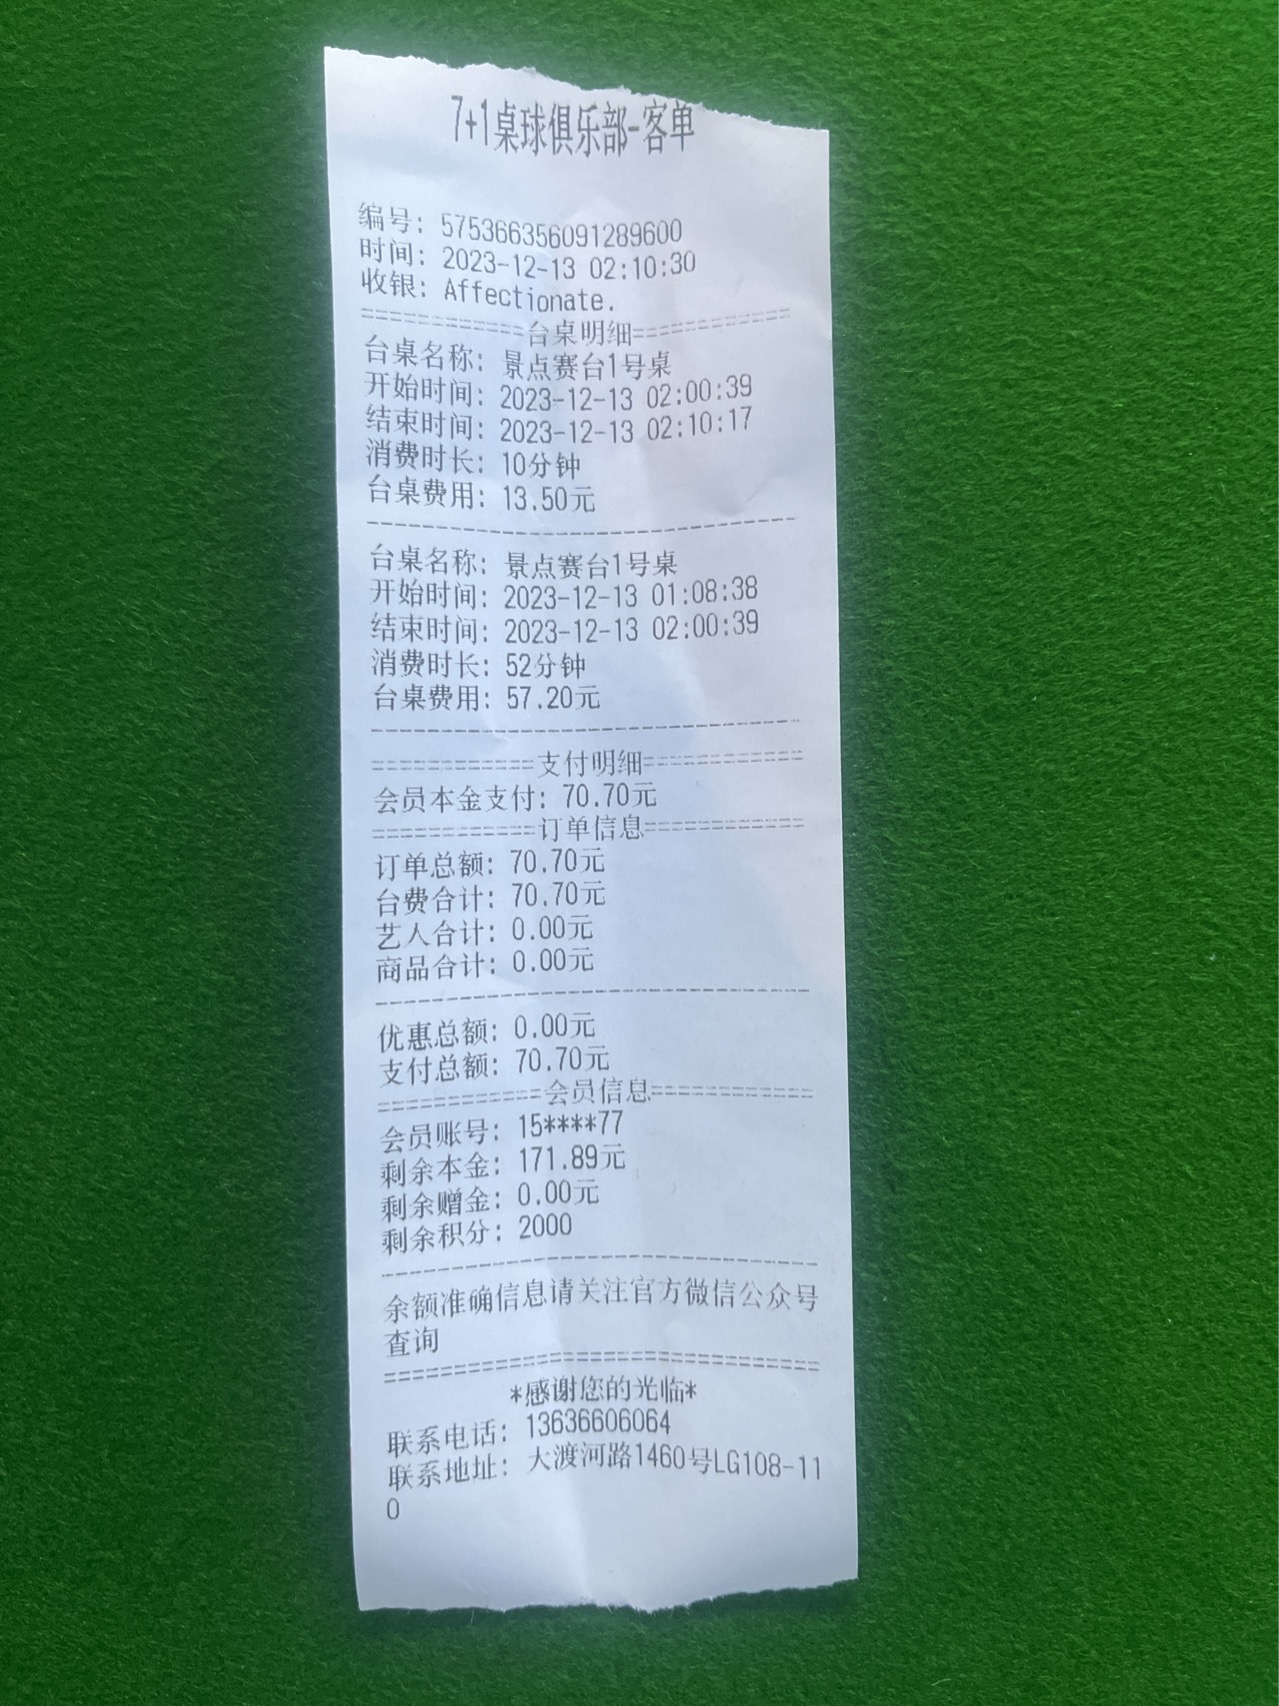 7+1桌球俱乐部-客单
编号: 575366356091289600
时间: 2023-12-13 02:10:30
收银: Affectionate.
============台桌明细============
台桌名称: 景点赛台1号桌
开始时间: 2023-12-13 02:00:39
结束时间: 2023-12-13 02:10:17
消费时长: 10分钟
台桌费用: 13.50元
--------------------------------
台桌名称: 景点赛台1号桌
开始时间: 2023-12-13 01:08:38
结束时间: 2023-12-13 02:00:39
消费时长: 52分钟
台桌费用: 57.20元
--------------------------------
============支付明细============
会员本金支付: 70.70元
============订单信息============
订单总额: 70.70元
台费合计: 70.70元
艺人合计: 0.00元
商品合计: 0.00元
--------------------------------
优惠总额: 0.00元
支付总额: 70.70元
============会员信息============
会员账号: 15****77
剩余本金: 171.89元
剩余赠金: 0.00元
剩余积分: 2000
--------------------------------
余额准确信息请关注官方微信公众号
查询
================================
*感谢您的光临*
联系电话: 13636606064
联系地址: 大渡河路1460号LG108-11
0